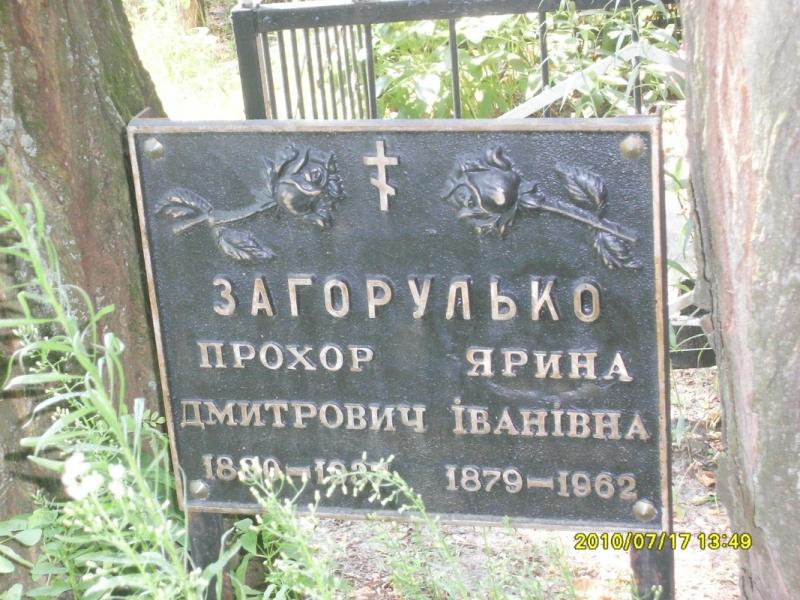 ЗАГОРУЛЬКО
ПРОХОР ЯРИНА
ДМИТРОВИЧ ІВАНІВНА
1879–1962
2010/07/17 13:49